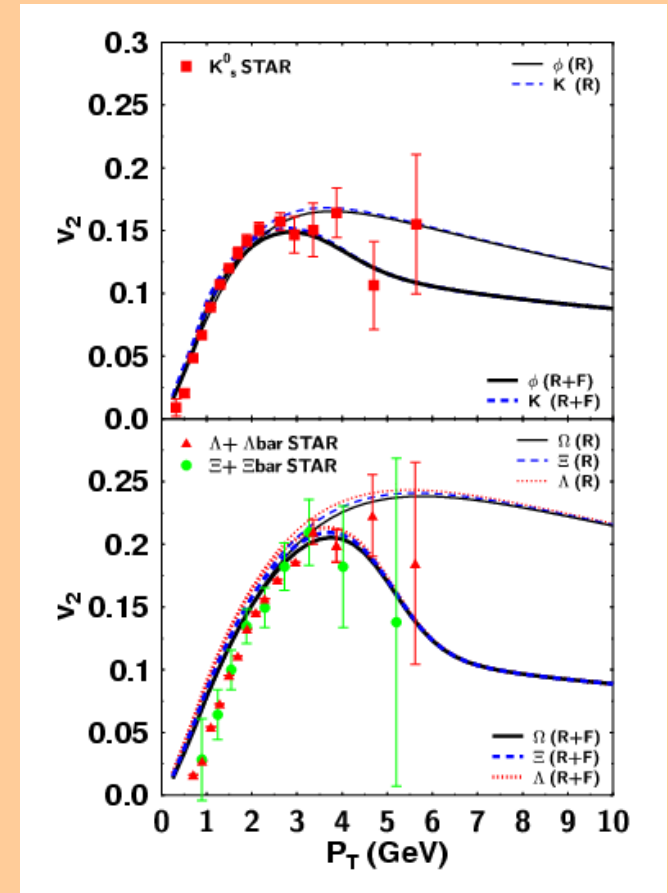 0.3
K⁰ₛ STAR
ϕ (R)
K (R)
0.25
0.2
v₂ 0.15
0.1
0.05
0.0
ϕ (R+F)
K (R+F)
Λ+ Λbar STAR
Ξ+ Ξbar STAR
Ω (R)
Ξ (R)
Λ (R)
0.25
0.2
v₂ 0.15
0.1
0.05
0.0
Ω (R+F)
Ξ (R+F)
Λ (R+F)
0 1 2 3 4 5 6 7 8 9 10
P_T (GeV)